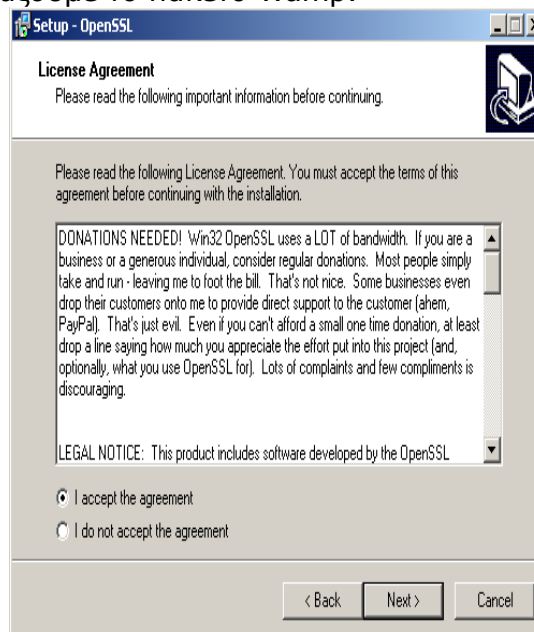 το πακέτο Wamp.
Setup - OpenSSL
License Agreement
Please read the following important information before continuing.
Please read the following License Agreement. You must accept the terms of this
agreement before continuing with the installation.
DONATIONS NEEDED!  Win32 OpenSSL uses a LOT of bandwidth.  If you are a
business or a generous individual, consider regular donations.  Most people simply
take and run - leaving me to foot the bill.  That's not nice.  Some businesses even
drop their customers onto me to provide direct support to the customer (ahem,
PayPal).  That's just evil.  Even if you can't afford a small one time donation, at least
drop a line saying how much you appreciate the effort put into this project (and,
optionally, what you use OpenSSL for).  Lots of complaints and few compliments is
discouraging.
LEGAL NOTICE:  This product includes software developed by the OpenSSL
I accept the agreement
I do not accept the agreement
< Back
Next >
Cancel